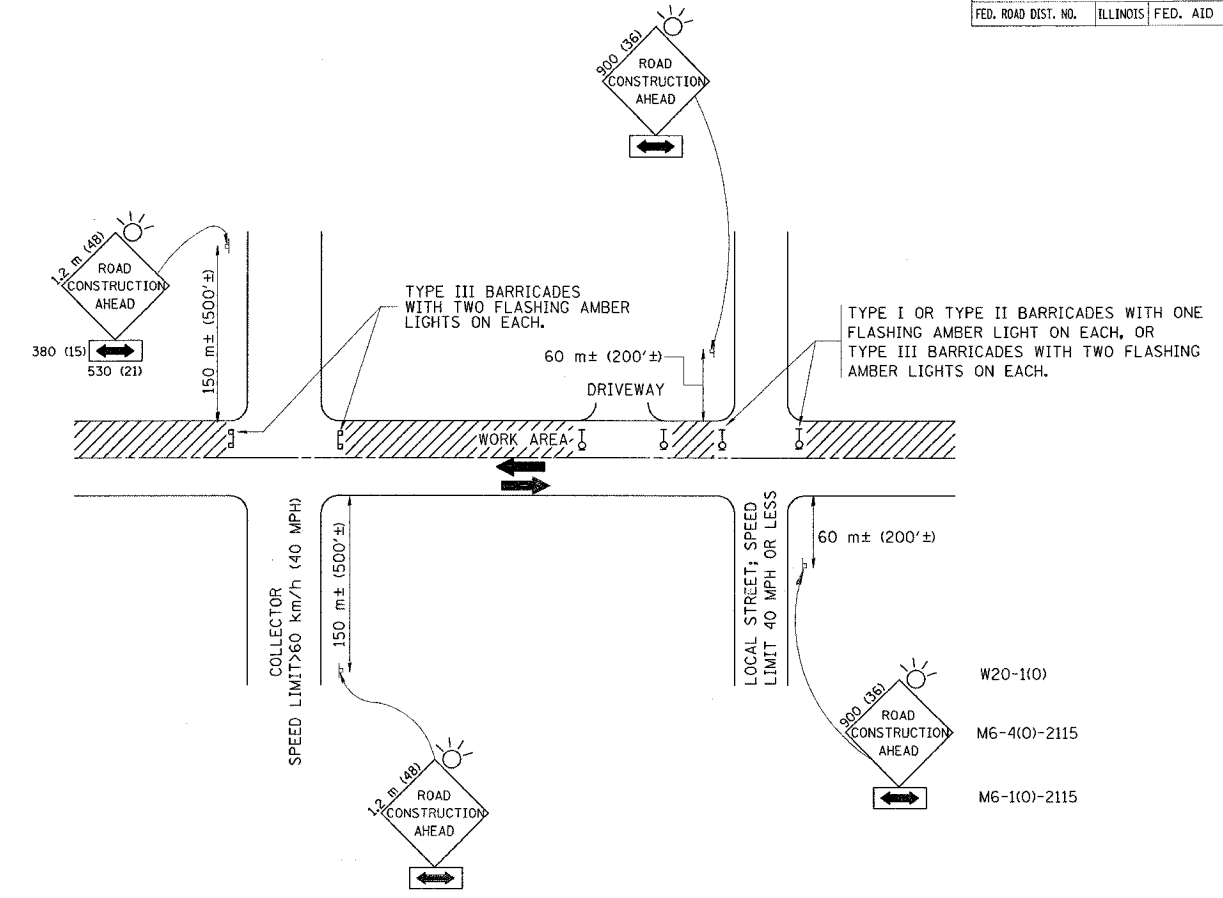 FED. ROAD DIST. NO. ILLINOIS FED. AID
900 (36)
ROAD
CONSTRUCTION
AHEAD
1.2 m (48)
ROAD
CONSTRUCTION
AHEAD
380 (15)
530 (21)
150 m± (500'±)
TYPE III BARRICADES
WITH TWO FLASHING AMBER
LIGHTS ON EACH.
60 m± (200'±)
DRIVEWAY
TYPE I OR TYPE II BARRICADES WITH ONE
FLASHING AMBER LIGHT ON EACH, OR
TYPE III BARRICADES WITH TWO FLASHING
AMBER LIGHTS ON EACH.
WORK AREA
COLLECTOR
SPEED LIMIT>60 km/h (40 MPH)
150 m± (500'±)
LOCAL STREET; SPEED
LIMIT 40 MPH OR LESS
60 m± (200'±)
1.2 m (48)
ROAD
CONSTRUCTION
AHEAD
900 (36)
ROAD
CONSTRUCTION
AHEAD
W20-1(O)
M6-4(O)-2115
M6-1(O)-2115